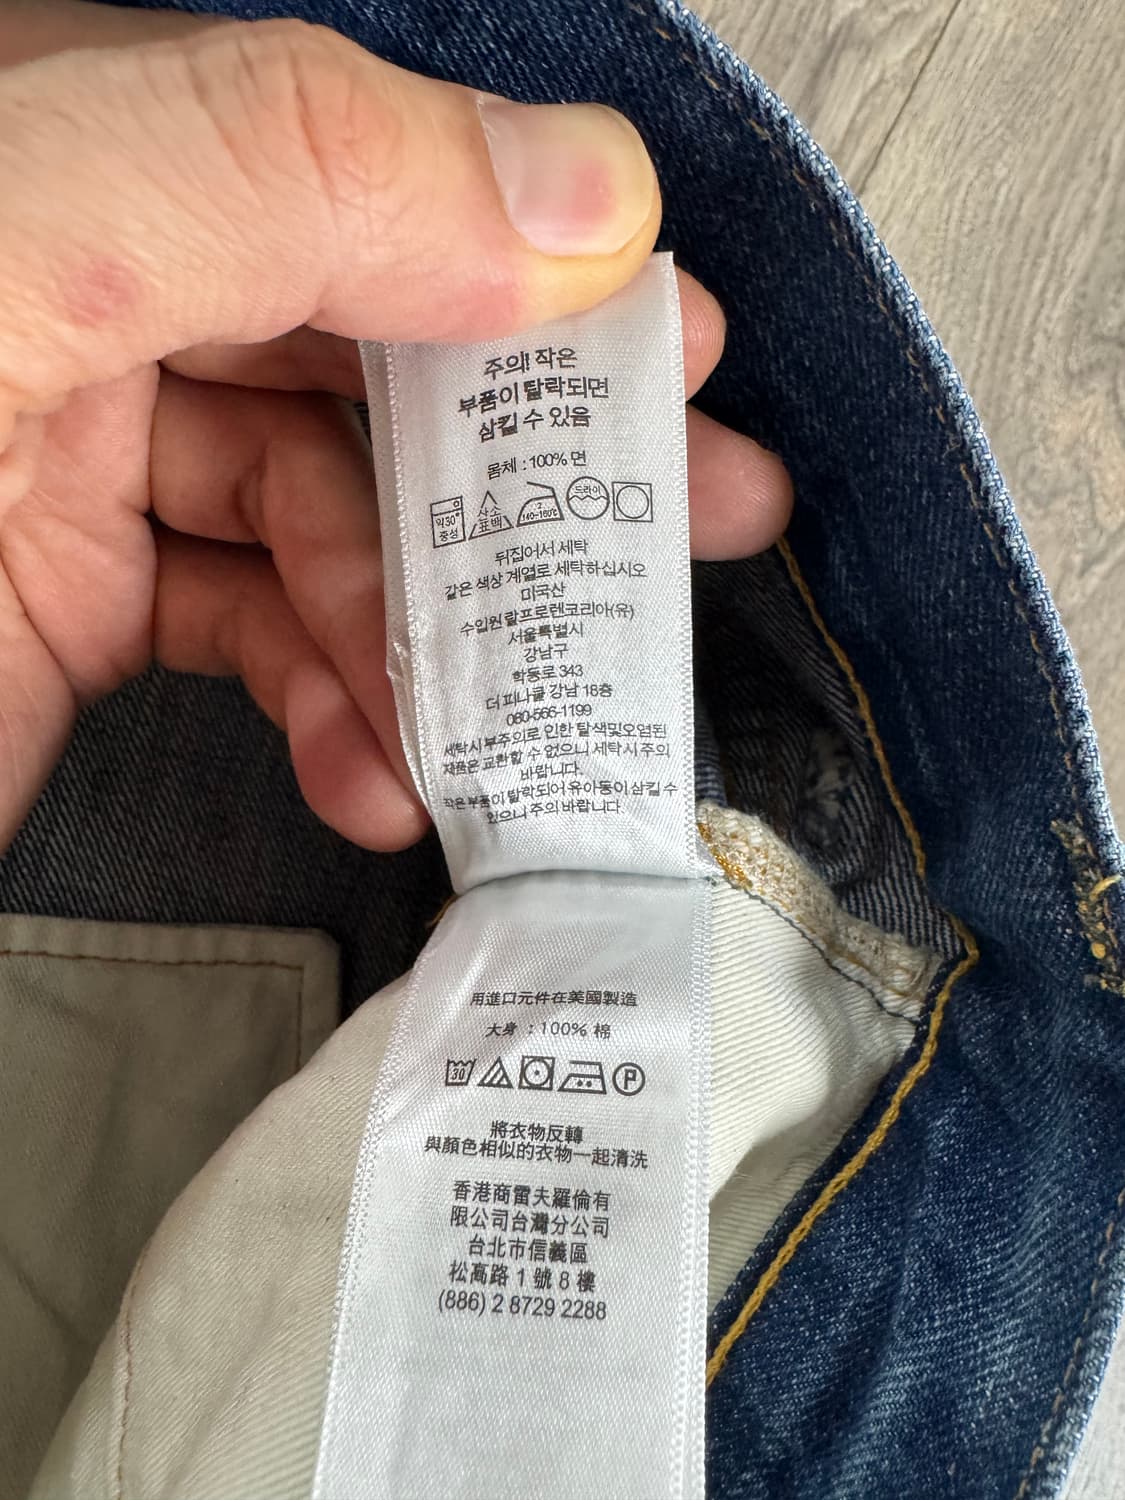 주의! 작은
부품이 탈락되면
삼킬 수 있음
몸체 : 100% 면
약30°
중성
산소
표백
2
140~160℃
드라이
뒤집어서 세탁
같은 색상 계열로 세탁하십시오
미국산
수입원 랄프로렌코리아(유)
서울특별시
강남구
학동로 343
더 피나클 강남 18층
080-566-1199
세탁시 부주의로 인한 탈색및오염된
제품은 교환할 수 없으니 세탁시 주의
바랍니다.
작은 부품이 탈락되어 유아동이 삼킬 수
있으니 주의 바랍니다.
用進口元件在美國製造
大身 : 100% 棉
30
P
將衣物反轉
與顏色相似的衣物一起清洗
香港商雷夫羅倫有
限公司台灣分公司
台北市信義區
松高路 1 號 8 樓
(886) 2 8729 2288